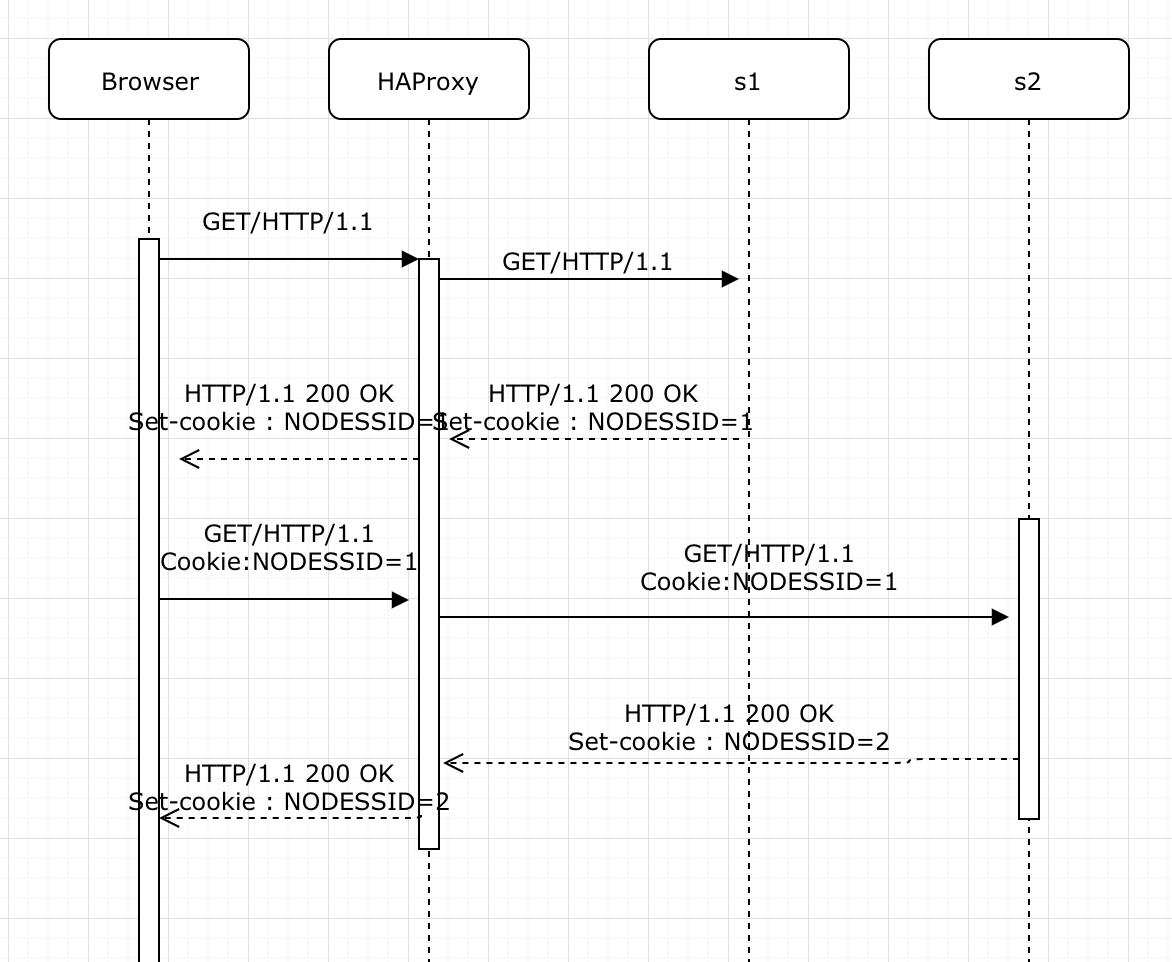 Browser
HAProxy
s1
s2
GET/HTTP/1.1
GET/HTTP/1.1
HTTP/1.1 200 OK
Set-cookie : NODESSID=1
HTTP/1.1 200 OK
Set-cookie : NODESSID=1
GET/HTTP/1.1
Cookie:NODESSID=1
GET/HTTP/1.1
Cookie:NODESSID=1
HTTP/1.1 200 OK
Set-cookie : NODESSID=2
HTTP/1.1 200 OK
Set-cookie : NODESSID=2